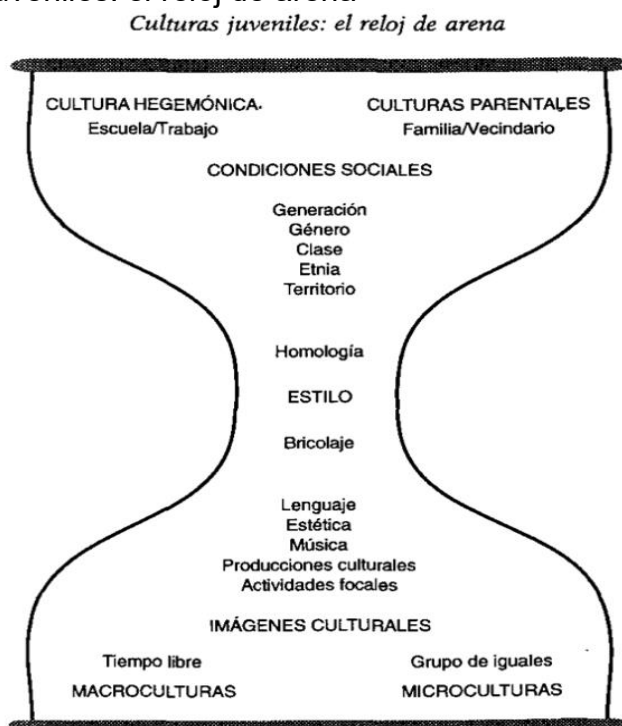 Culturas juveniles: el reloj de arena
CULTURA HEGEMÓNICA. CULTURAS PARENTALES
Escuela/Trabajo Familia/Vecindario
CONDICIONES SOCIALES
Generación
Género
Clase
Etnia
Territorio
Homología
ESTILO
Bricolaje
Lenguaje
Estética
Música
Producciones culturales
Actividades focales
IMÁGENES CULTURALES
Tiempo libre Grupo de iguales
MACROCULTURAS MICROCULTURAS